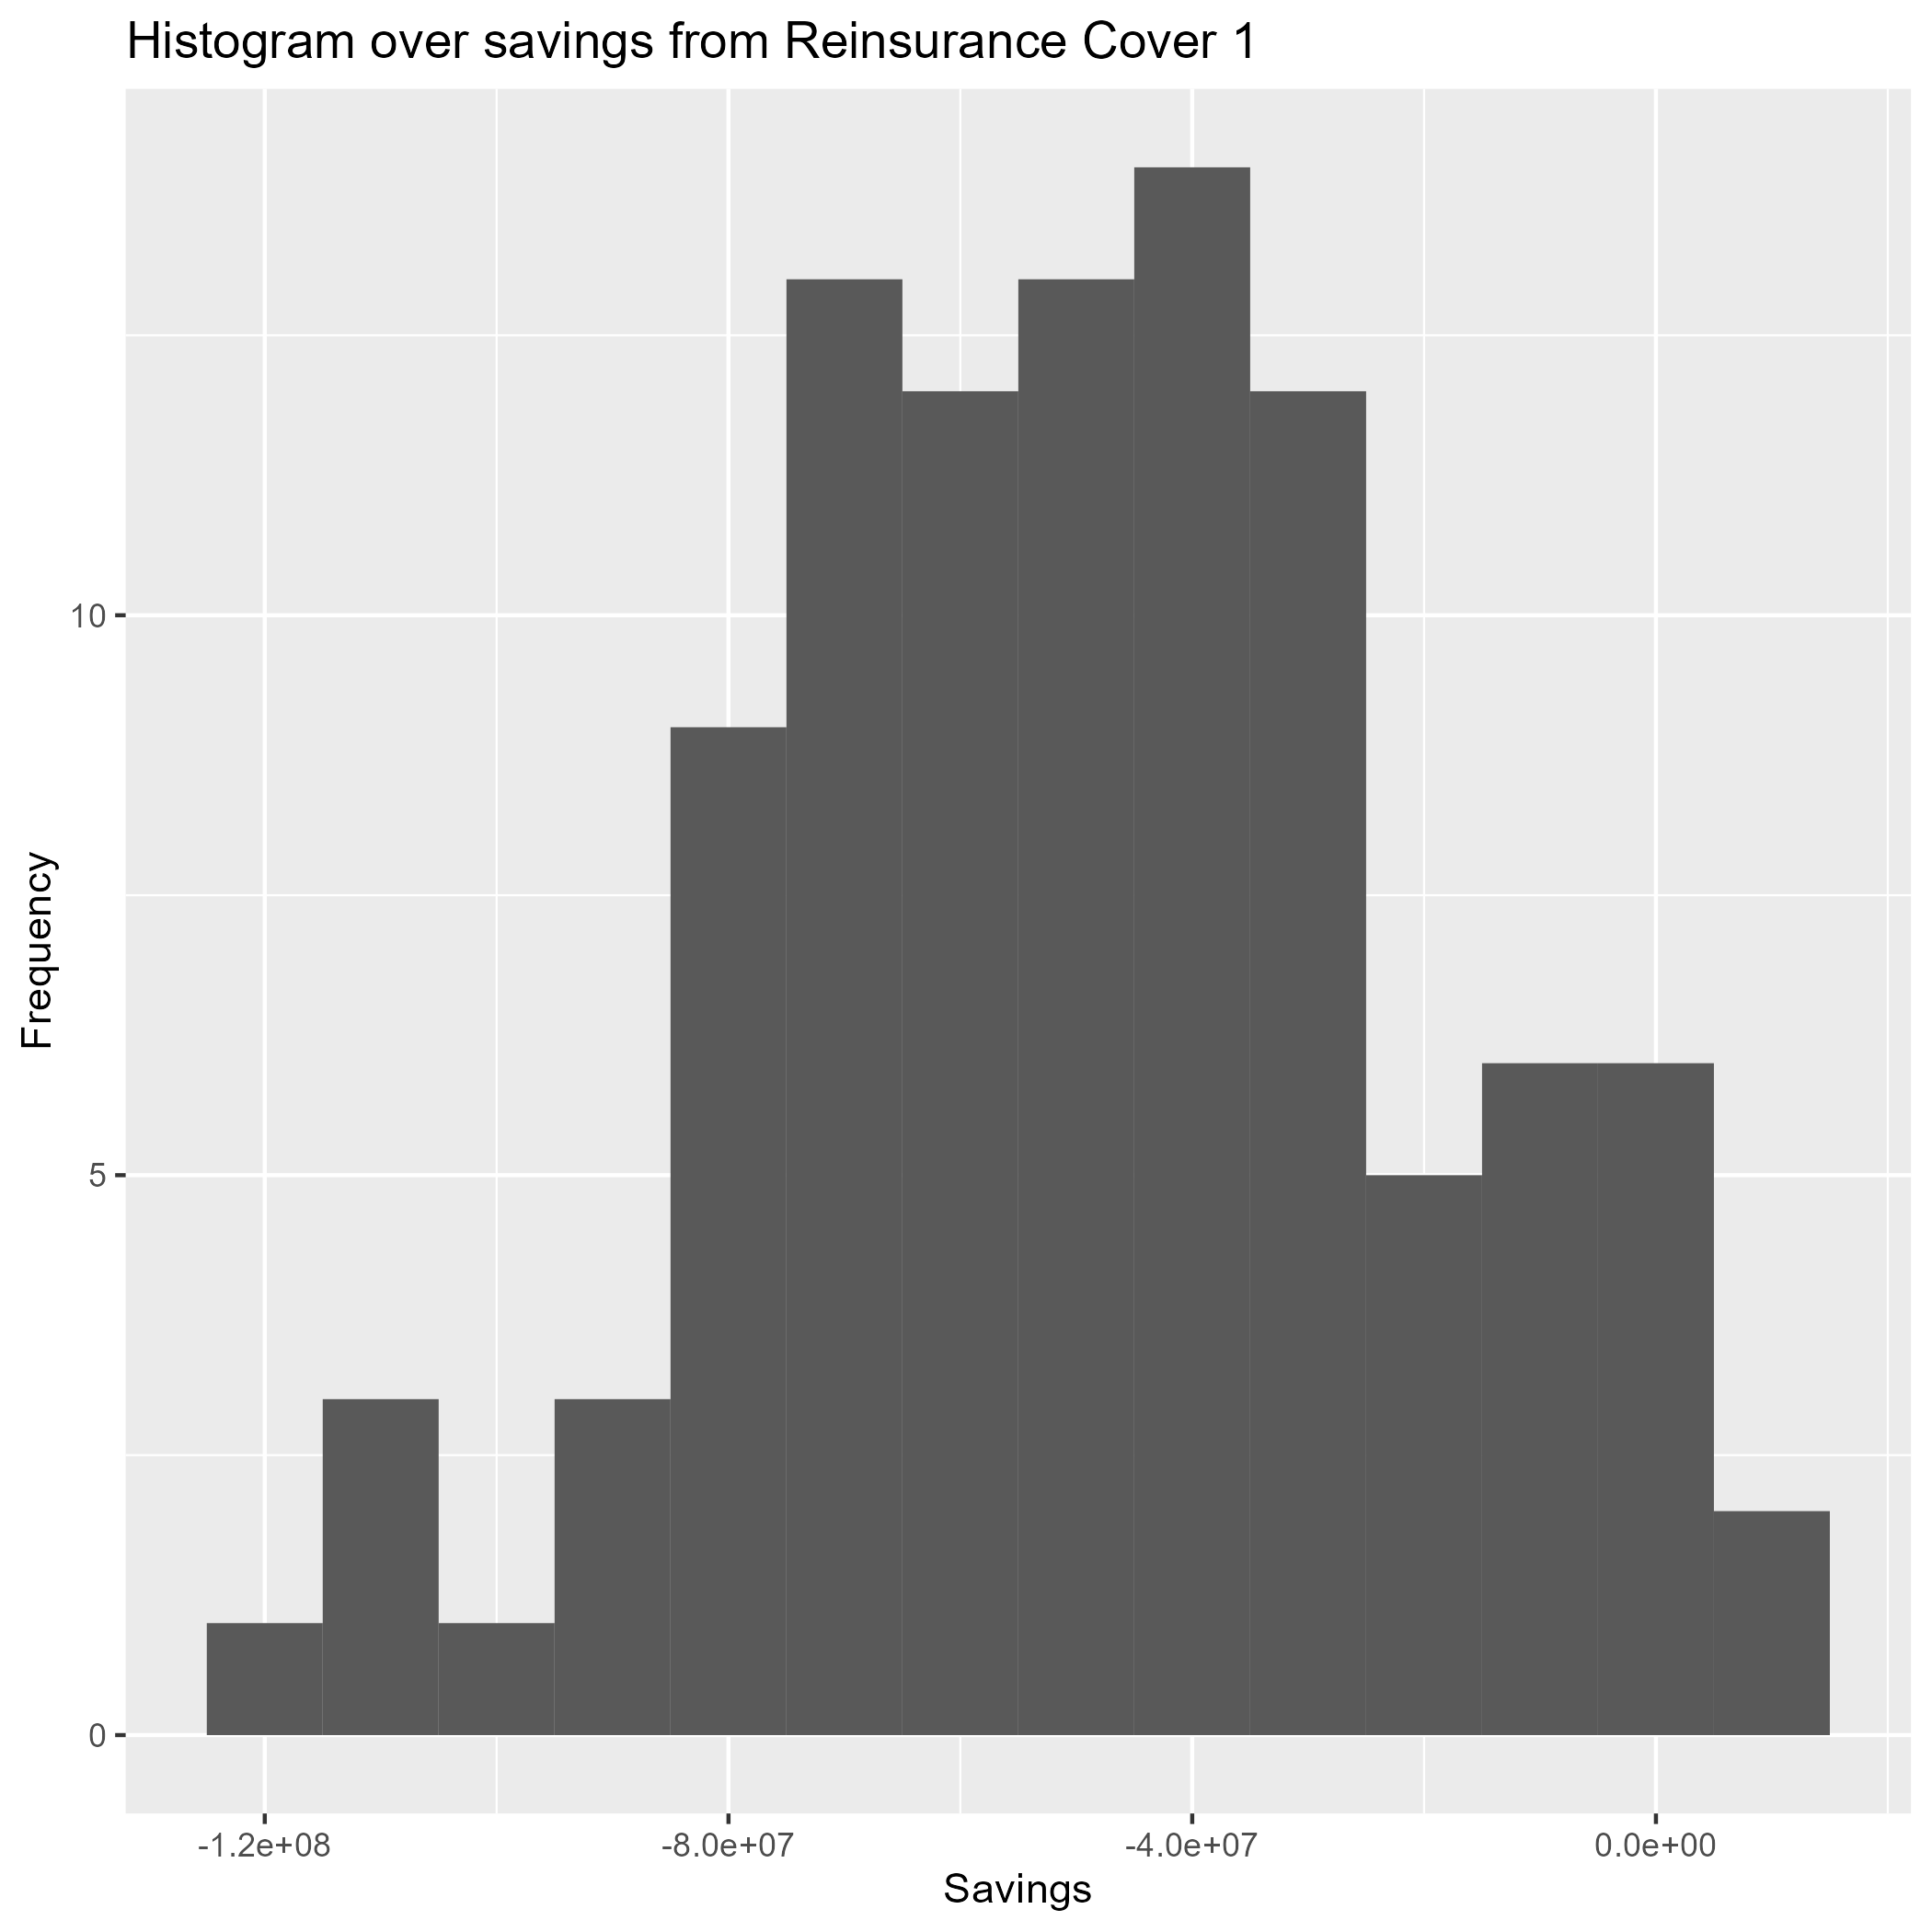 Histogram over savings from Reinsurance Cover 1
Frequency
10
5
0
-1.2e+08
-8.0e+07
-4.0e+07
0.0e+00
Savings